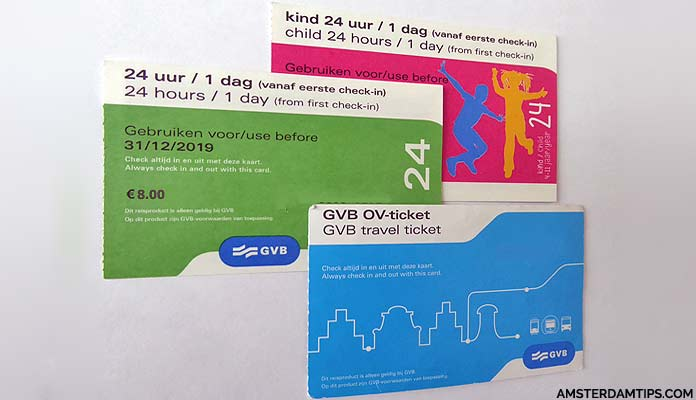 kind 24 uur / 1 dag (vanaf eerste check-in)
child 24 hours / 1 day (from first check-in)
Gebruiken voor/use before
24
kind / child
4-11 jaar/year
24 uur / 1 dag (vanaf eerste check-in)
24 hours / 1 day (from first check-in)
Gebruiken voor/use before
31/12/2019
Check altijd in en uit met deze kaart.
Always check in and out with this card.
24
€8.00
Dit reisproduct is alleen geldig bij GVB.
Op dit product zijn GVB-voorwaarden van toepassing.
GVB
GVB OV-ticket
GVB travel ticket
Check altijd in en uit met deze kaart.
Always check in and out with this card.
Dit reisproduct is alleen geldig bij GVB.
Op dit product zijn GVB-voorwaarden van toepassing.
GVB
AMSTERDAMTIPS.COM